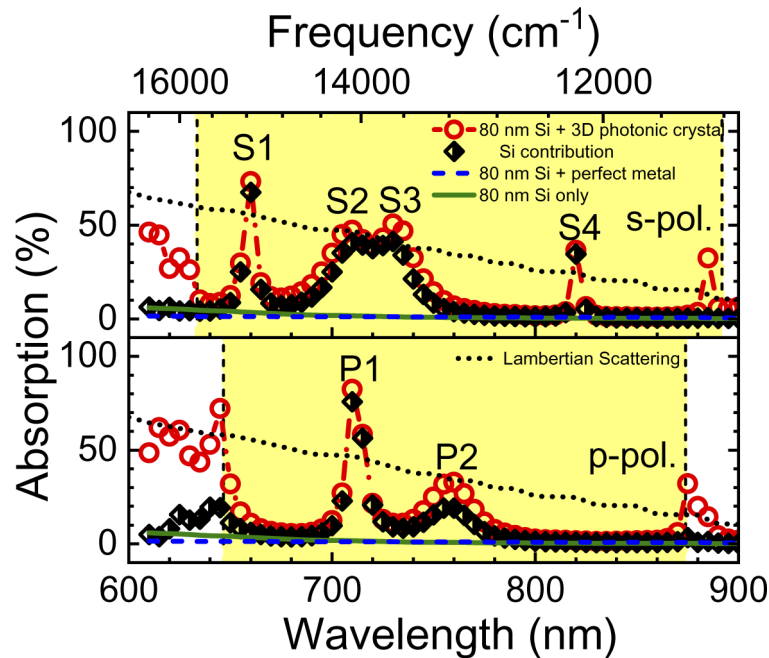 Frequency (cm⁻¹)
16000 14000 12000
80 nm Si + 3D photonic crystal
Si contribution
80 nm Si + perfect metal
80 nm Si only
S1
S2 S3
S4
s-pol.
100
50
0
Absorption (%)
Lambertian Scattering
P1
P2
p-pol.
100
50
0
600 700 800 900
Wavelength (nm)